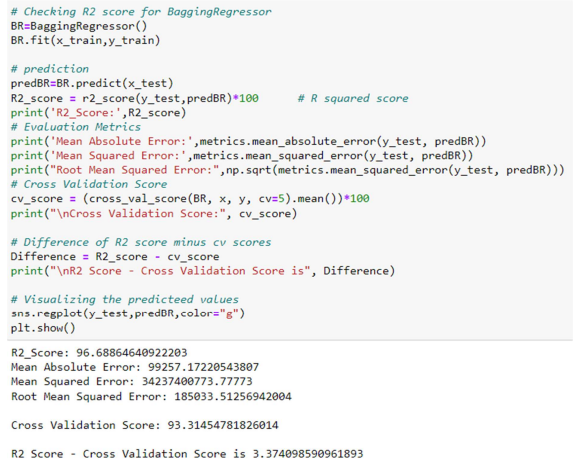 # Checking R2 score for BaggingRegressor
BR=BaggingRegressor()
BR.fit(x_train,y_train)
# prediction
predBR=BR.predict(x_test)
R2_score = r2_score(y_test,predBR)*100 # R squared score
print('R2_Score:',R2_score)
# Evaluation Metrics
print('Mean Absolute Error:',metrics.mean_absolute_error(y_test, predBR))
print('Mean Squared Error:',metrics.mean_squared_error(y_test, predBR))
print("Root Mean Squared Error:",np.sqrt(metrics.mean_squared_error(y_test, predBR)))
# Cross Validation Score
cv_score = (cross_val_score(BR, x, y, cv=5).mean())*100
print("\nCross Validation Score:", cv_score)
# Difference of R2 score minus cv scores
Difference = R2_score - cv_score
print("\nR2 Score - Cross Validation Score is", Difference)
# Visualizing the predicteed values
sns.regplot(y_test,predBR,color="g")
plt.show()
R2_Score: 96.68864640922203
Mean Absolute Error: 99257.17220543807
Mean Squared Error: 34237400773.77773
Root Mean Squared Error: 185033.51256942004
Cross Validation Score: 93.31454781826014
R2 Score - Cross Validation Score is 3.374098590961893